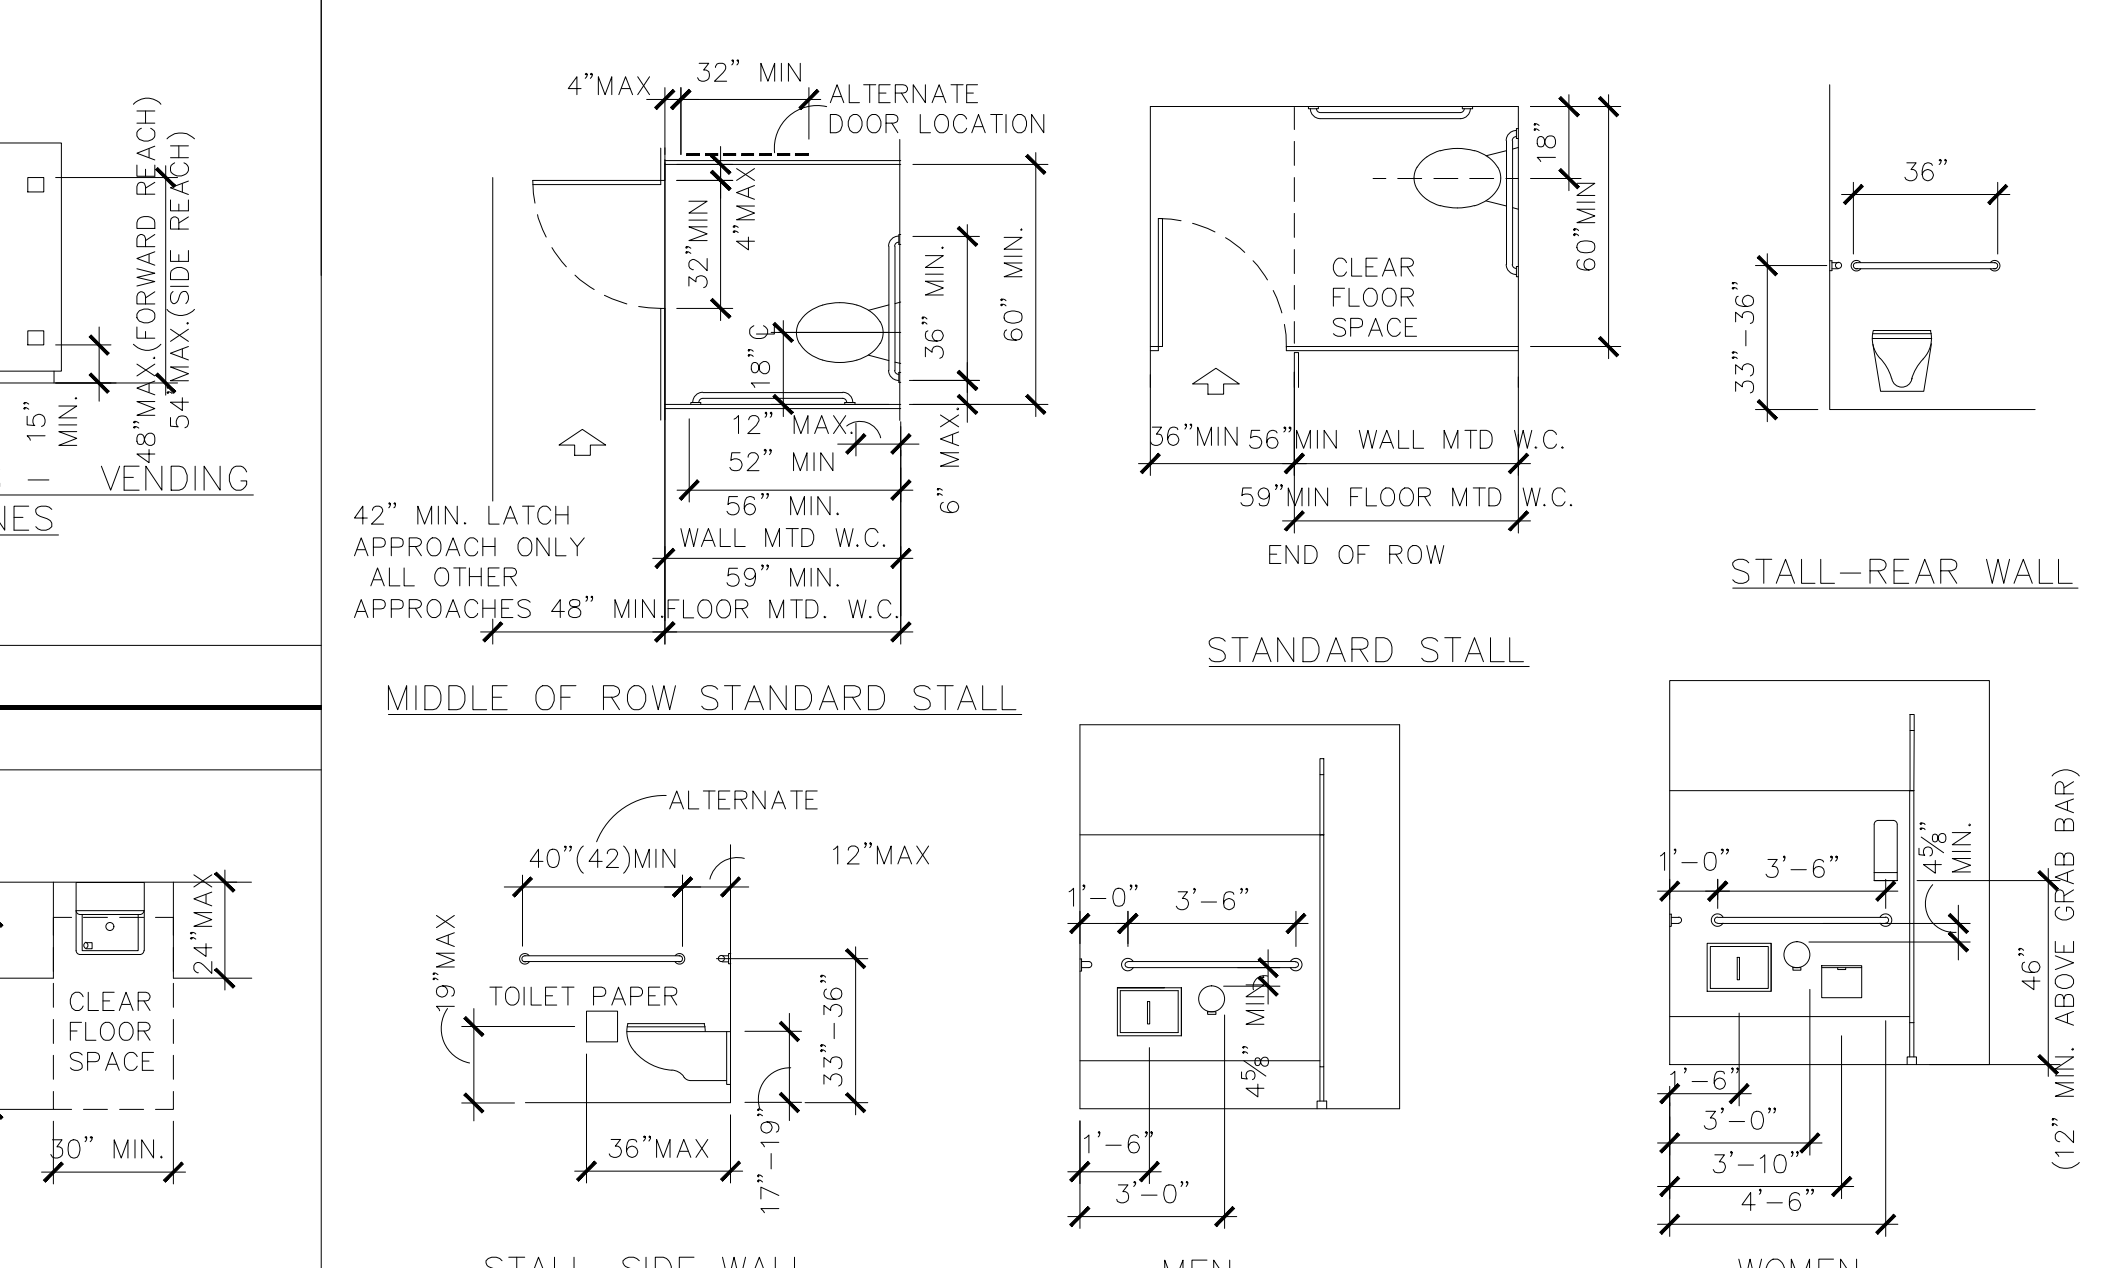 48”MAX.(FORWARD REACH)
54”MAX.(SIDE REACH)
15”
MIN.
– VENDING
NES
4”MAX
32” MIN
ALTERNATE
DOOR LOCATION
4”MAX
32”MIN
36” MIN.
60” MIN.
18”
℄
12” MAX.
52” MIN
6” MAX.
56” MIN.
WALL MTD W.C.
59” MIN.
FLOOR MTD. W.C.
42” MIN. LATCH
APPROACH ONLY
ALL OTHER
APPROACHES 48” MIN.
MIDDLE OF ROW STANDARD STALL
18”
60”MIN
CLEAR
FLOOR
SPACE
36”MIN
56”MIN WALL MTD W.C.
59”MIN FLOOR MTD W.C.
END OF ROW
STANDARD STALL
36”
33”–36”
STALL–REAR WALL
24”MAX
CLEAR
FLOOR
SPACE
30” MIN.
ALTERNATE
40”(42)MIN
12”MAX
19”MAX
TOILET PAPER
33”–36”
36”MAX
17”–19”
STALL SIDE WALL
1’–0”
3’–6”
4⅝” MIN.
1’–6”
3’–0”
MEN
1’–0”
3’–6”
4⅝”
MIN.
46”
(12” MIN. ABOVE GRAB BAR)
1’–6”
3’–0”
3’–10”
4’–6”
WOMEN